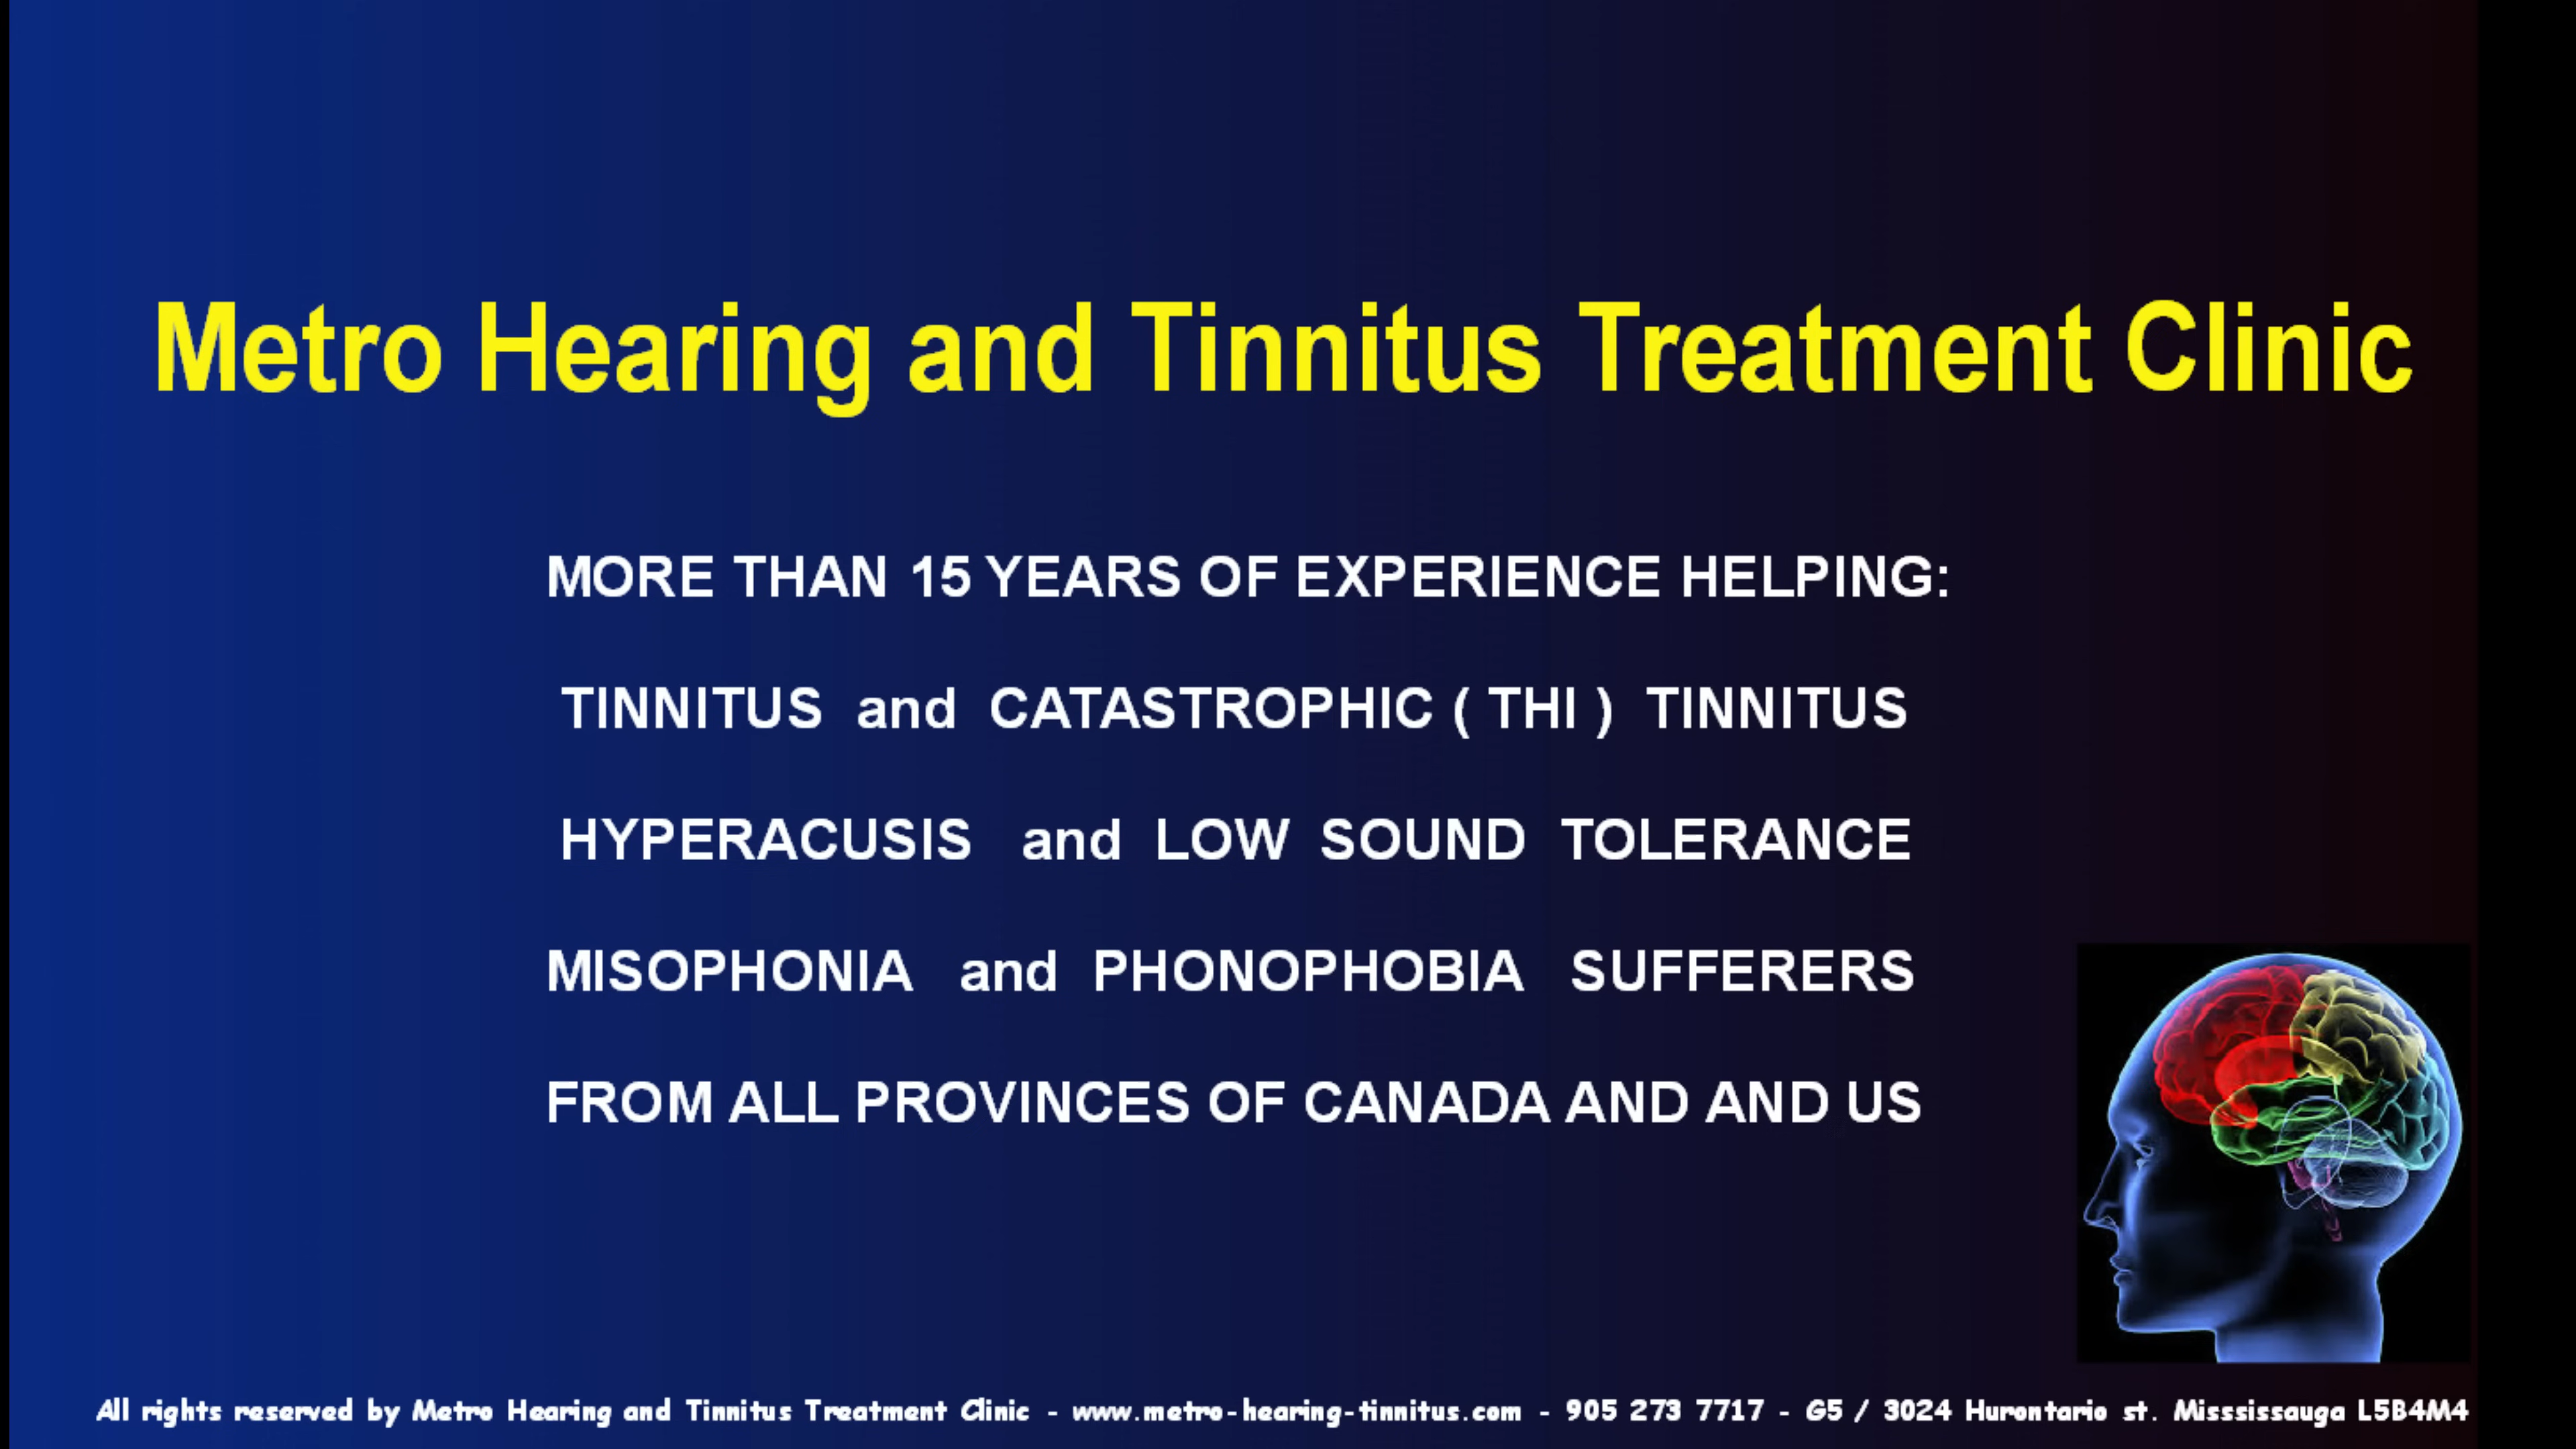 Metro Hearing and Tinnitus Treatment Clinic
MORE THAN 15 YEARS OF EXPERIENCE HELPING:
TINNITUS and CATASTROPHIC ( THI ) TINNITUS
HYPERACUSIS and LOW SOUND TOLERANCE
MISOPHONIA and PHONOPHOBIA SUFFERERS
FROM ALL PROVINCES OF CANADA AND AND US
All rights reserved by Metro Hearing and Tinnitus Treatment Clinic - www.metro-hearing-tinnitus.com - 905 273 7717 - G5 / 3024 Hurontario st. Misssissauga L5B4M4